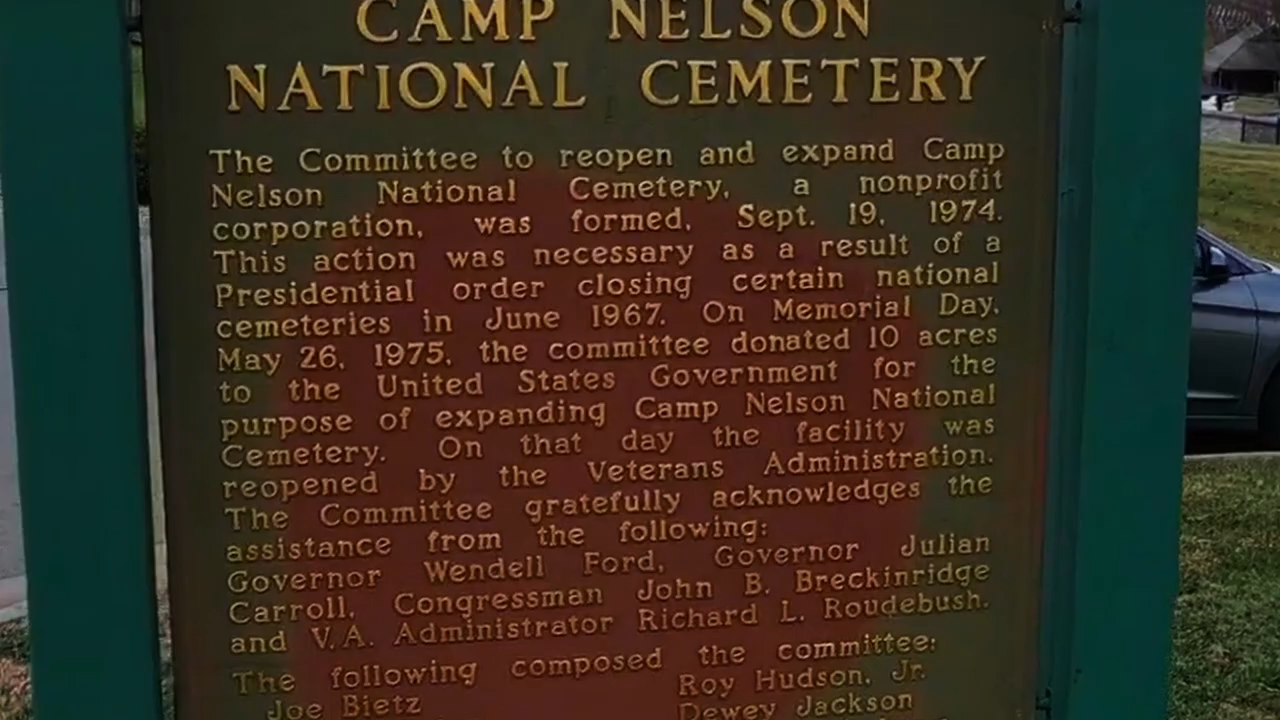 CAMP NELSON
NATIONAL CEMETERY
The Committee to reopen and expand Camp
Nelson National Cemetery, a nonprofit
corporation, was formed, Sept. 19, 1974.
This action was necessary as a result of a
Presidential order closing certain national
cemeteries in June 1967. On Memorial Day,
May 26, 1975, the committee donated 10 acres
to the United States Government for the
purpose of expanding Camp Nelson National
Cemetery. On that day the facility was
reopened by the Veterans Administration.
The Committee gratefully acknowledges the
assistance from the following:
Governor Wendell Ford, Governor Julian
Carroll, Congressman John B. Breckinridge
and V.A. Administrator Richard L. Roudebush.
The following composed the committee:
Joe Bietz Roy Hudson, Jr.
Dewey Jackson